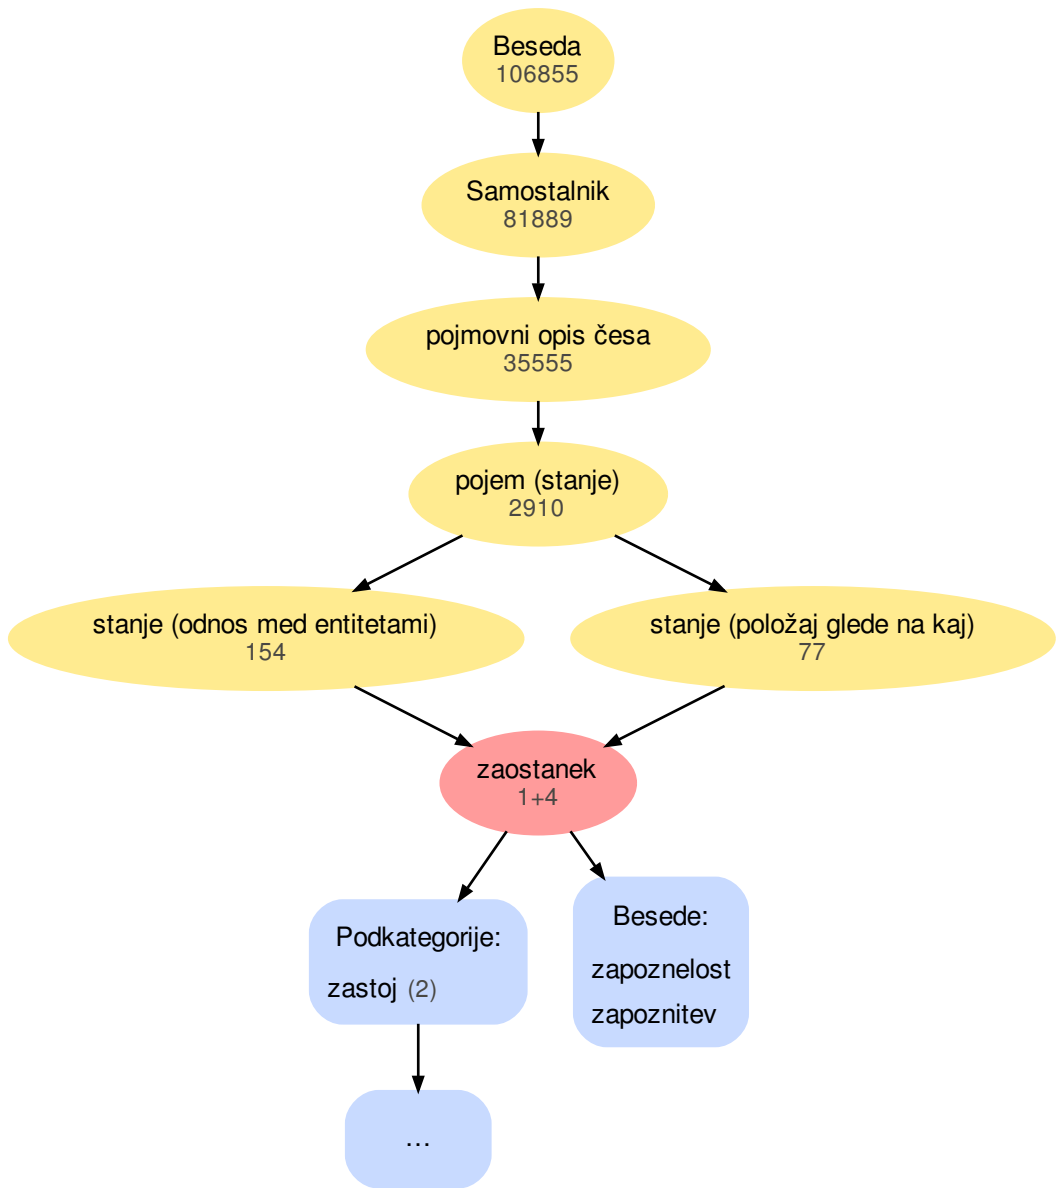 Beseda
106855
Samostalnik
81889
pojmovni opis česa
35555
pojem (stanje)
2910
stanje (odnos med entitetami)
154
stanje (položaj glede na kaj)
77
zaostanek
1+4
Podkategorije:
zastoj (2)
Besede:
zapoznelost
zapoznitev
...